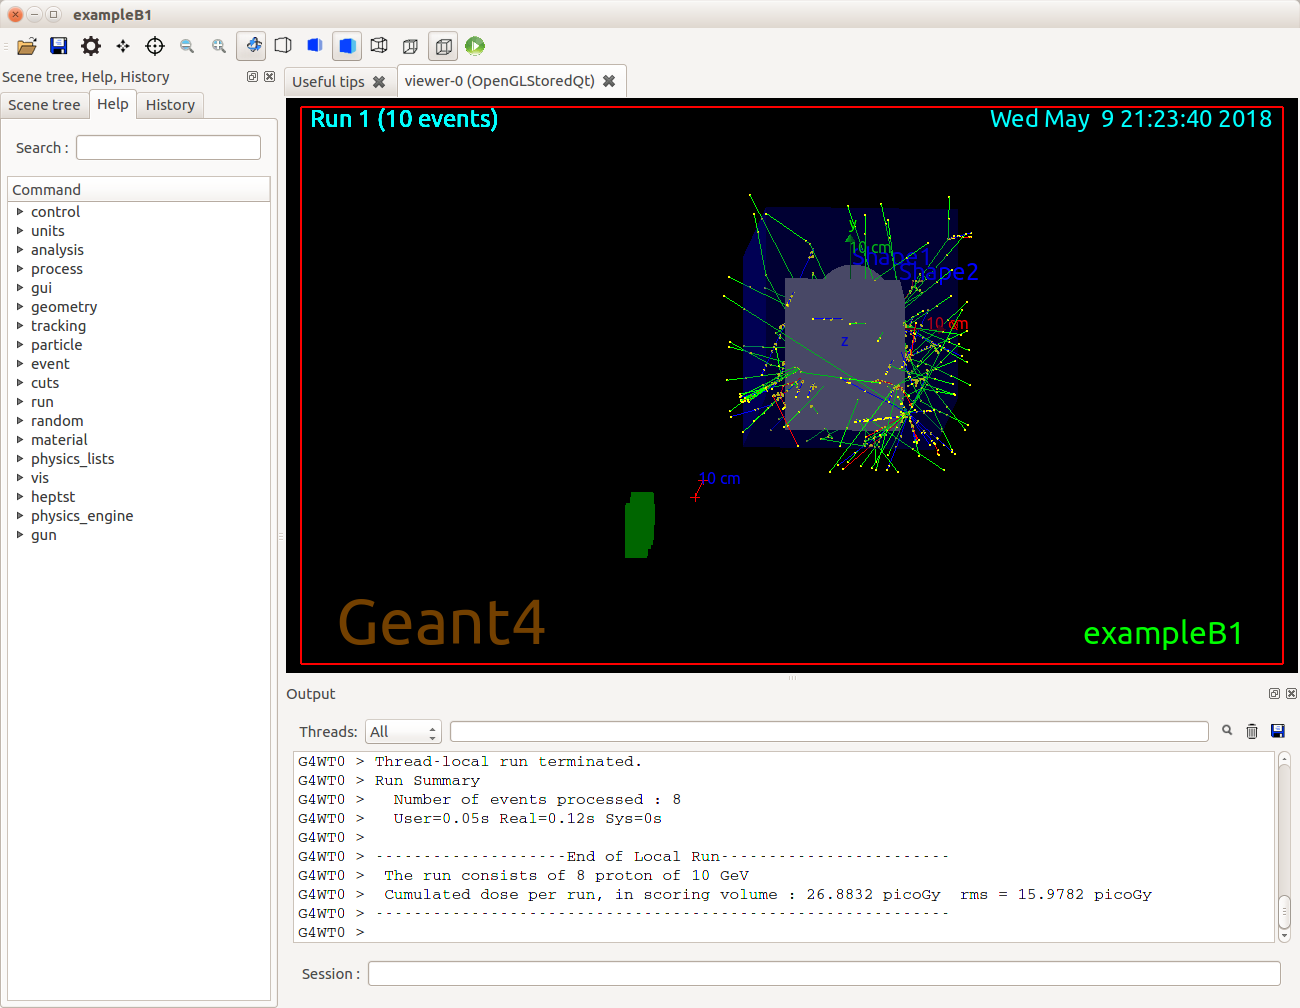 exampleB1
Scene tree, Help, History
Scene tree
Help
History
Search :
Command
control
units
analysis
process
gui
geometry
tracking
particle
event
cuts
run
random
material
physics_lists
vis
heptst
physics_engine
gun
Useful tips
viewer-0 (OpenGLStoredQt)
Run 1 (10 events)
Wed May  9 21:23:40 2018
y
10 cm
Shape1
Shape2
10 cm
z
10 cm
Geant4
exampleB1
Output
Threads: All
G4WT0 > Thread-local run terminated.
G4WT0 > Run Summary
G4WT0 >   Number of events processed : 8
G4WT0 >   User=0.05s Real=0.12s Sys=0s
G4WT0 >
G4WT0 > --------------------End of Local Run------------------------
G4WT0 >  The run consists of 8 proton of 10 GeV
G4WT0 >  Cumulated dose per run, in scoring volume : 26.8832 picoGy  rms = 15.9782 picoGy
G4WT0 > ------------------------------------------------------------
G4WT0 >
Session :